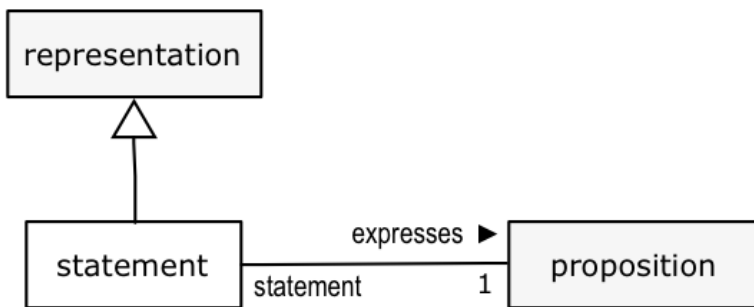 representation
expresses ►
statement
statement
1
proposition